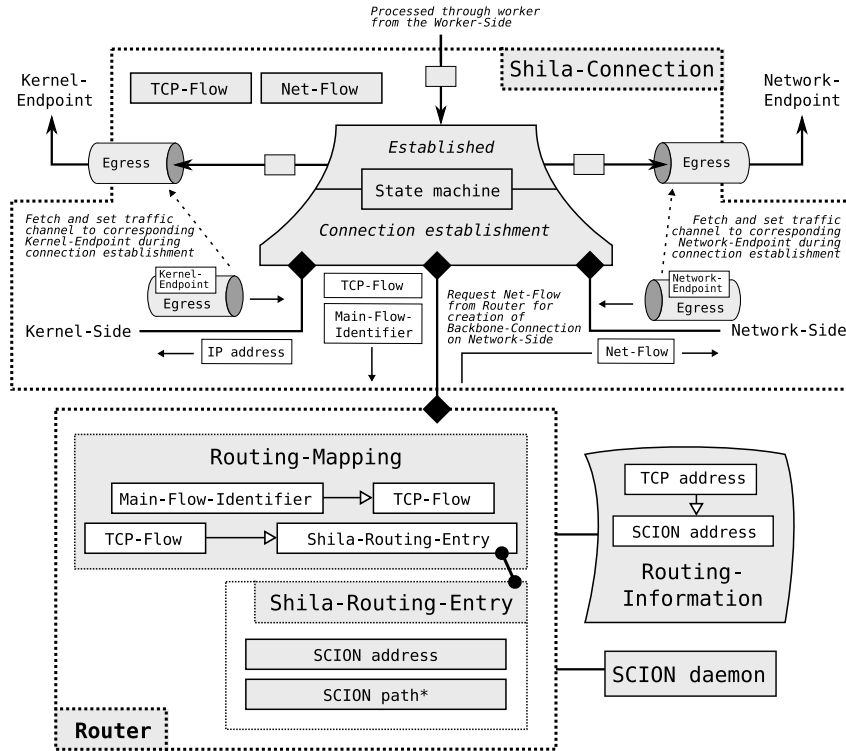 Processed through worker
from the Worker-Side
Shila-Connection
Kernel-
Endpoint
TCP-Flow
Net-Flow
Network-
Endpoint
Egress
Established
Egress
State machine
Connection establishment
Fetch and set traffic
channel to corresponding
Kernel-Endpoint during
connection establishment
Fetch and set traffic
channel to corresponding
Network-Endpoint during
connection establishment
Kernel-
Endpoint
Egress
TCP-Flow
Main-Flow-
Identifier
Request Net-Flow
from Router for
creation of
Backbone-Connection
on Network-Side
Network-
Endpoint
Egress
Kernel-Side
Network-Side
IP address
Net-Flow
Routing-Mapping
Main-Flow-Identifier
TCP-Flow
TCP-Flow
Shila-Routing-Entry
Shila-Routing-Entry
SCION address
SCION path*
Router
TCP address
SCION address
Routing-
Information
SCION daemon